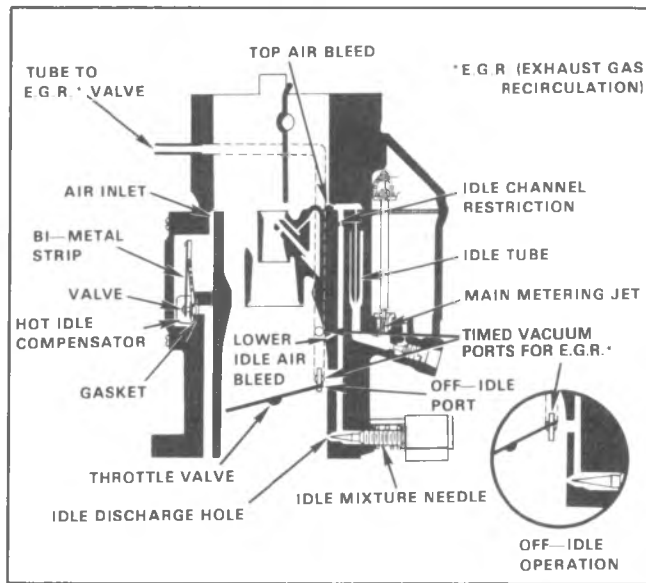 TOP AIR BLEED
TUBE TO
E.G.R.* VALVE
*E.G.R (EXHAUST GAS
RECIRCULATION)
AIR INLET
BI—METAL
STRIP
VALVE
HOT IDLE
COMPENSATOR
GASKET
IDLE CHANNEL
RESTRICTION
IDLE TUBE
MAIN METERING JET
LOWER
IDLE AIR
BLEED
TIMED VACUUM
PORTS FOR E.G.R.*
OFF—IDLE
PORT
THROTTLE VALVE
IDLE MIXTURE NEEDLE
IDLE DISCHARGE HOLE
OFF—IDLE
OPERATION